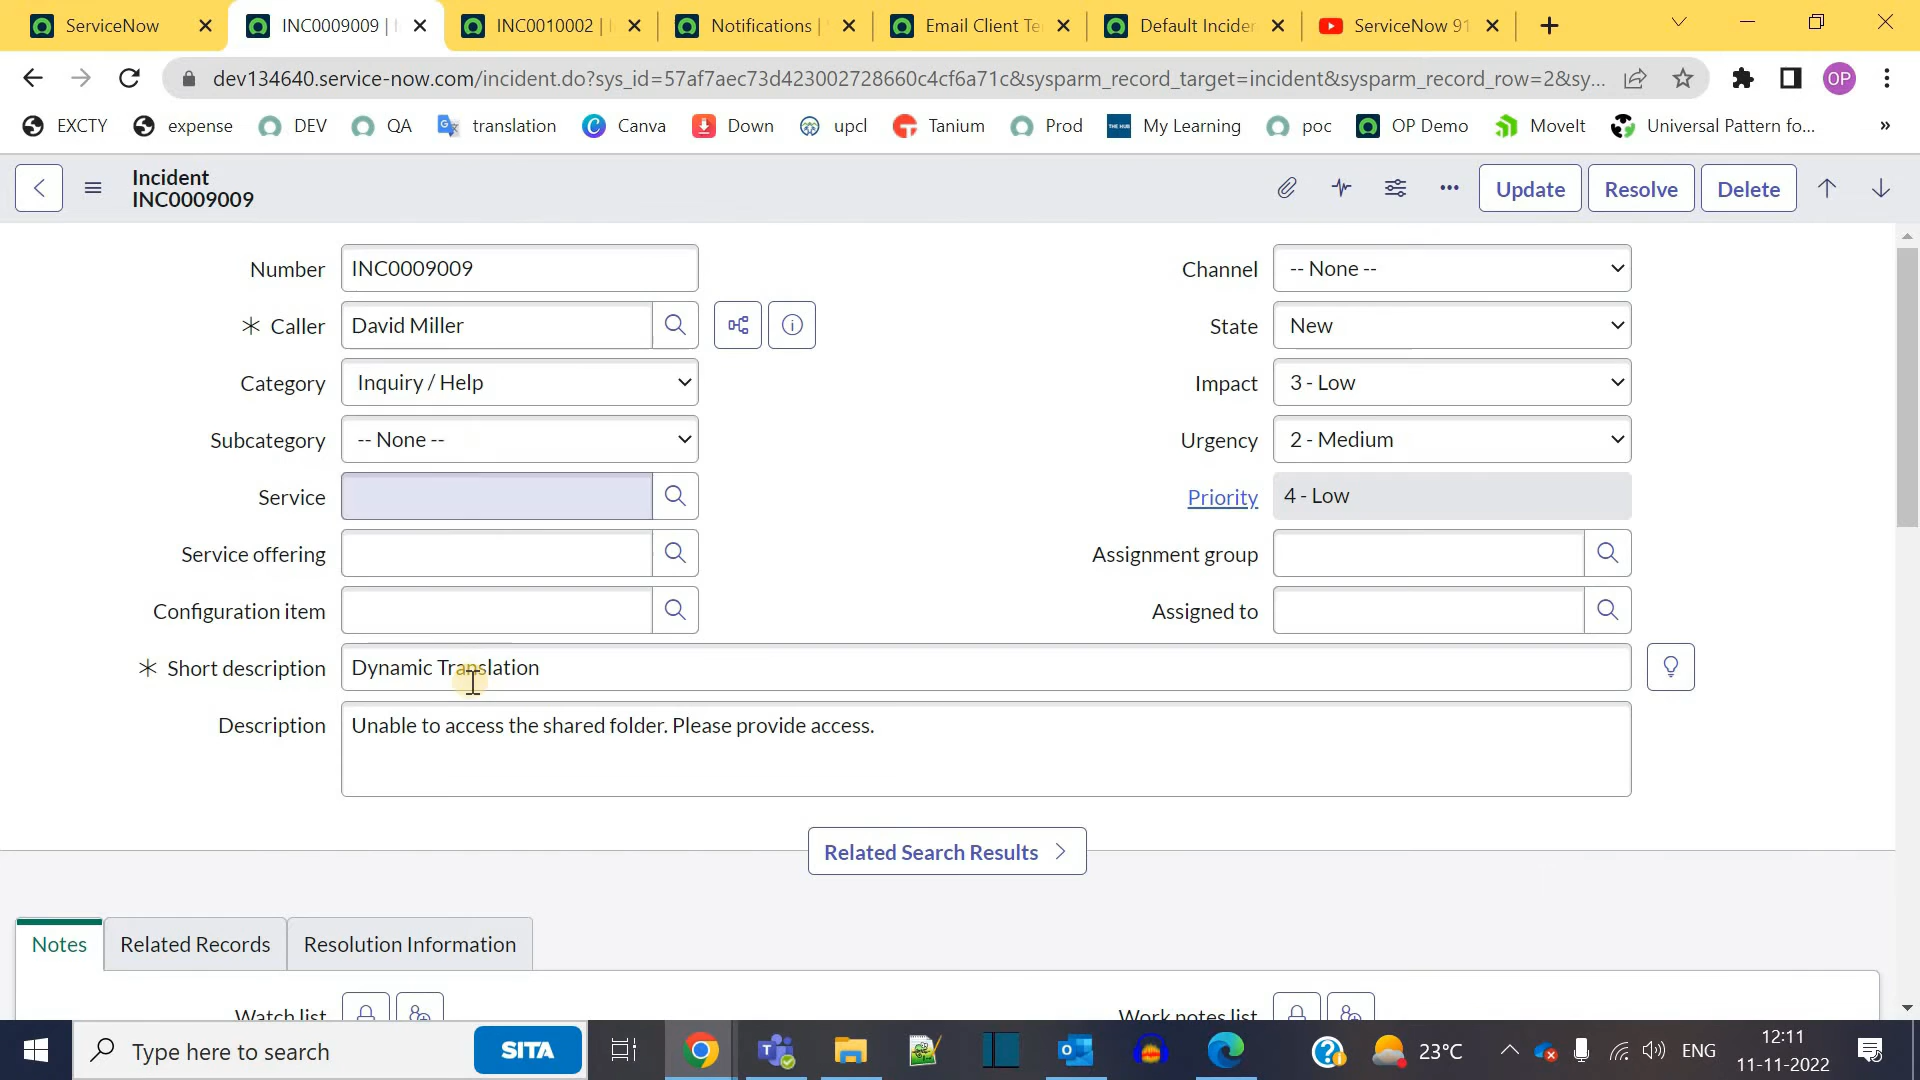 ServiceNow
INC0009009 |
INC0010002 |
Notifications |
Email Client Te
Default Inciden
ServiceNow 91
dev134640.service-now.com/incident.do?sys_id=57af7aec73d423002728660c4cf6a71c&sysparm_record_target=incident&sysparm_record_row=2&sy...
OP
EXCTY
expense
DEV
QA
translation
Canva
Down
upcl
Tanium
Prod
My Learning
poc
OP Demo
MoveIt
Universal Pattern fo...
»
Incident
INC0009009
Update
Resolve
Delete
Number
INC0009009
Channel
-- None --
Caller
David Miller
State
New
Category
Inquiry / Help
Impact
3 - Low
Subcategory
-- None --
Urgency
2 - Medium
Service
Priority
4 - Low
Service offering
Assignment group
Configuration item
Assigned to
Short description
Dynamic Translation
Description
Unable to access the shared folder. Please provide access.
Related Search Results
Notes
Related Records
Resolution Information
Watch list
Work notes list
Type here to search
SITA
23°C
ENG
12:11
11-11-2022